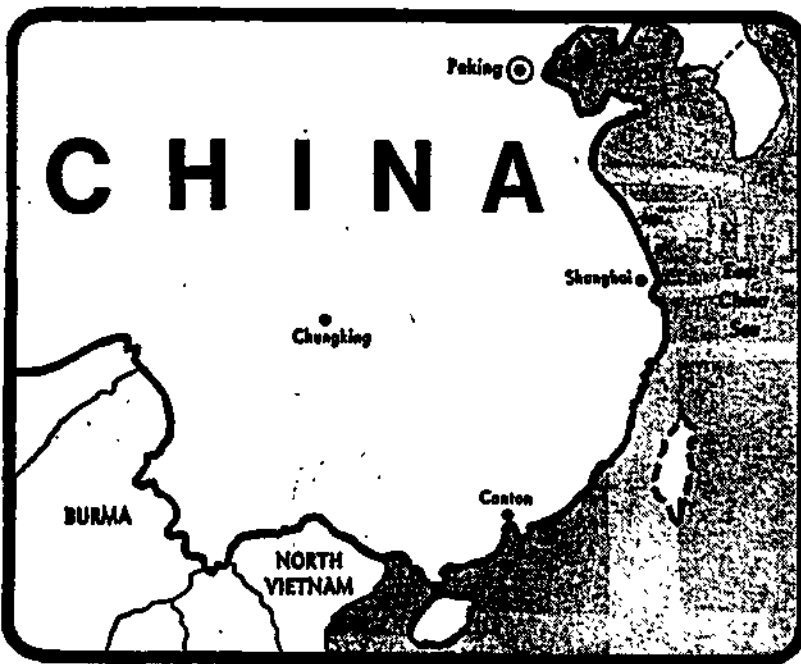 Peking
CHINA
Shanghai
East
China
Sea
Chungking
Canton
BURMA
NORTH
VIETNAM